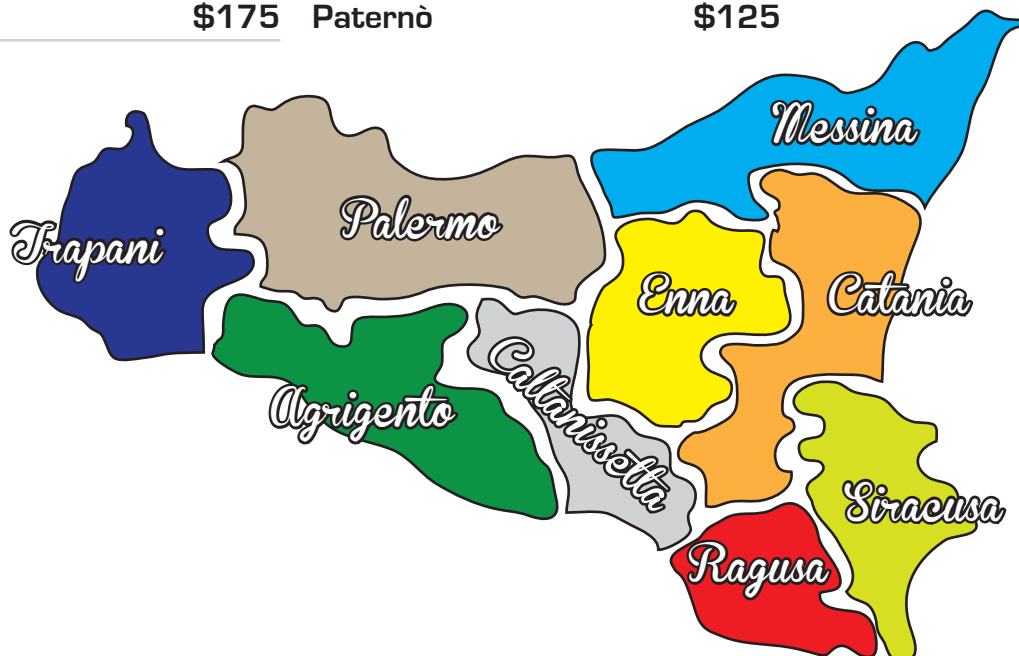 $175 Paternò $125
Messina
Palermo
Trapani
Enna
Catania
Caltanissetta
Agrigento
Siracusa
Ragusa